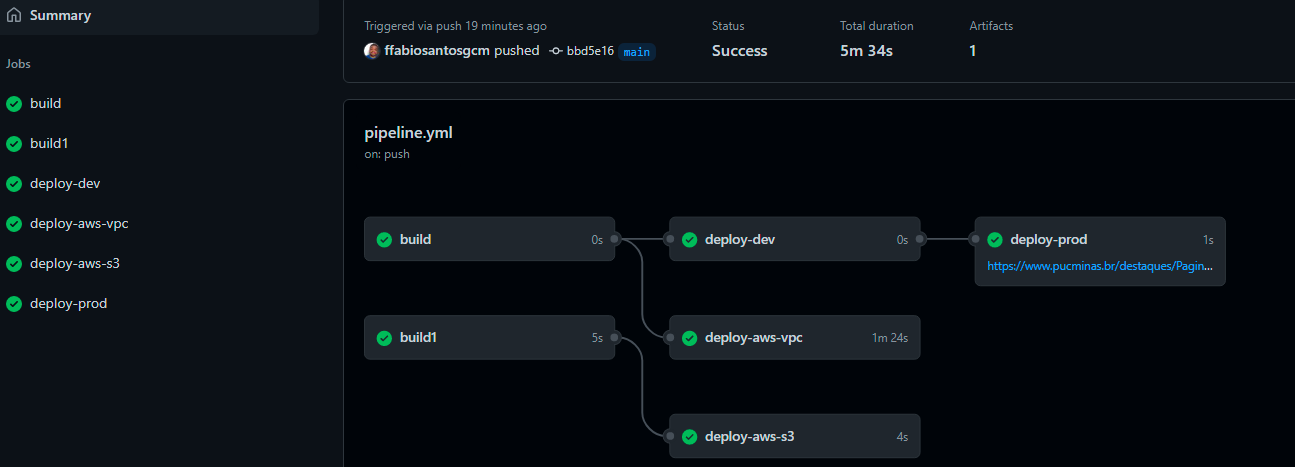 Summary
Jobs
build
build1
deploy-dev
deploy-aws-vpc
deploy-aws-s3
deploy-prod
Triggered via push 19 minutes ago
ffabiosantosgcm pushed bbd5e16 main
Status
Success
Total duration
5m 34s
Artifacts
1
pipeline.yml
on: push
build 0s
deploy-dev 0s
deploy-prod 1s
https://www.pucminas.br/destaques/Pagin...
build1 5s
deploy-aws-vpc 1m 24s
deploy-aws-s3 4s